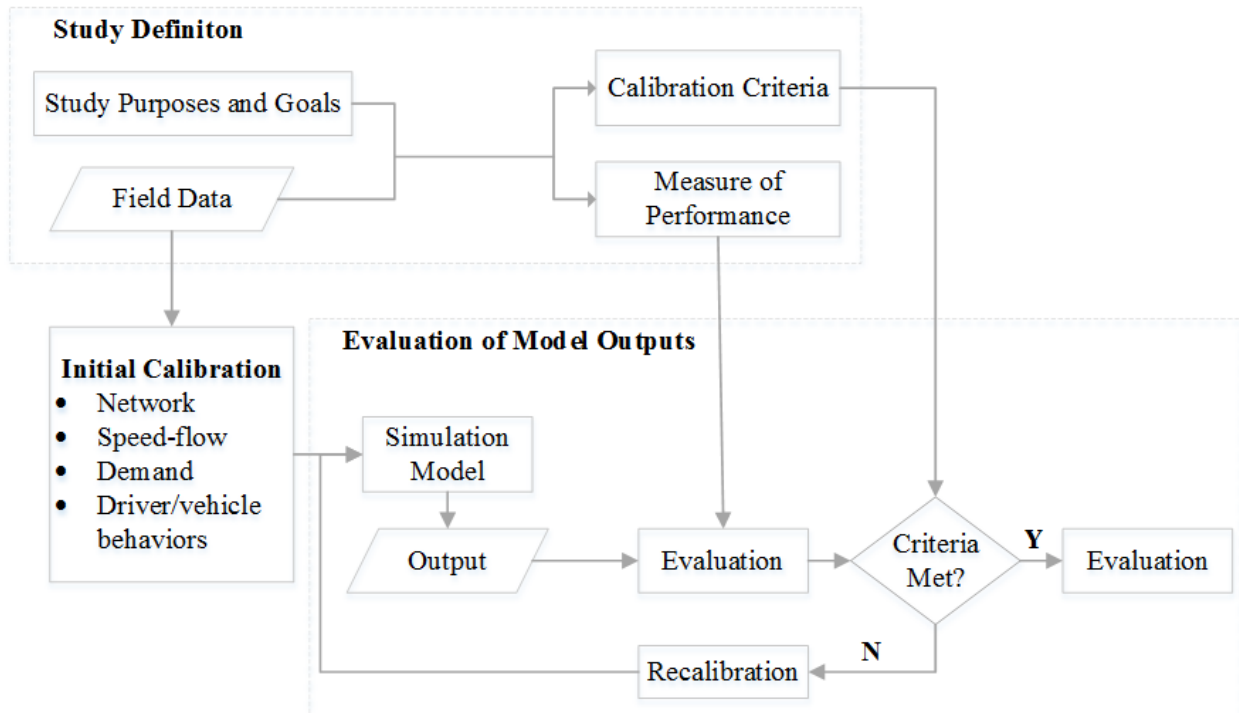 Study Definiton
Study Purposes and Goals
Field Data
Calibration Criteria
Measure of
Performance
Initial Calibration
• Network
• Speed-flow
• Demand
• Driver/vehicle
behaviors
Evaluation of Model Outputs
Simulation
Model
Output
Evaluation
Criteria
Met?
Y
Evaluation
N
Recalibration